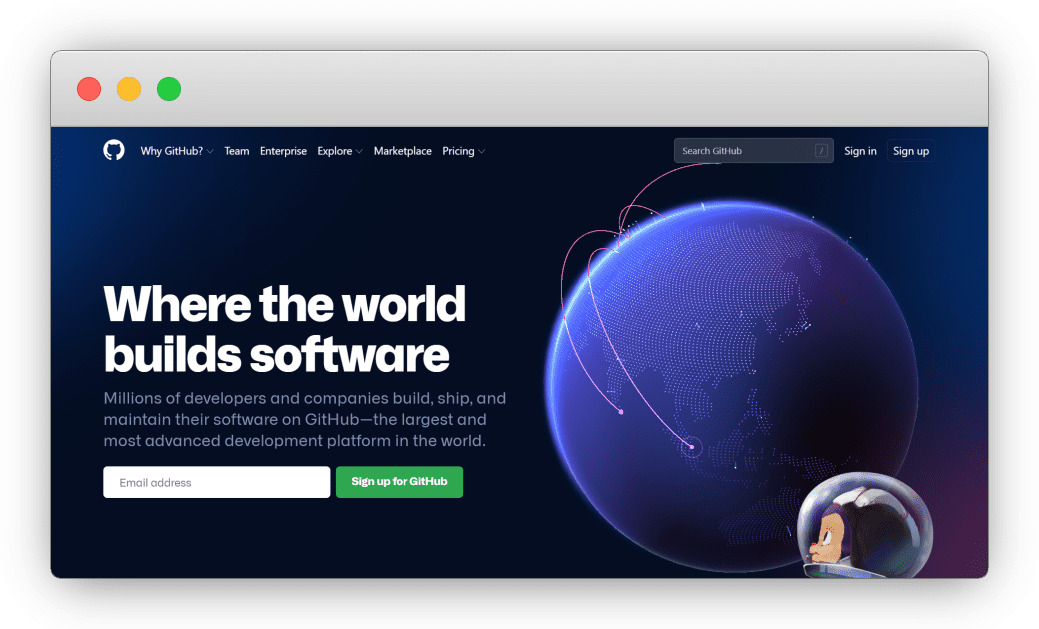 Why GitHub? Team Enterprise Explore Marketplace Pricing Search GitHub / Sign in Sign up
Where the world
builds software
Millions of developers and companies build, ship, and
maintain their software on GitHub—the largest and
most advanced development platform in the world.
Email address Sign up for GitHub